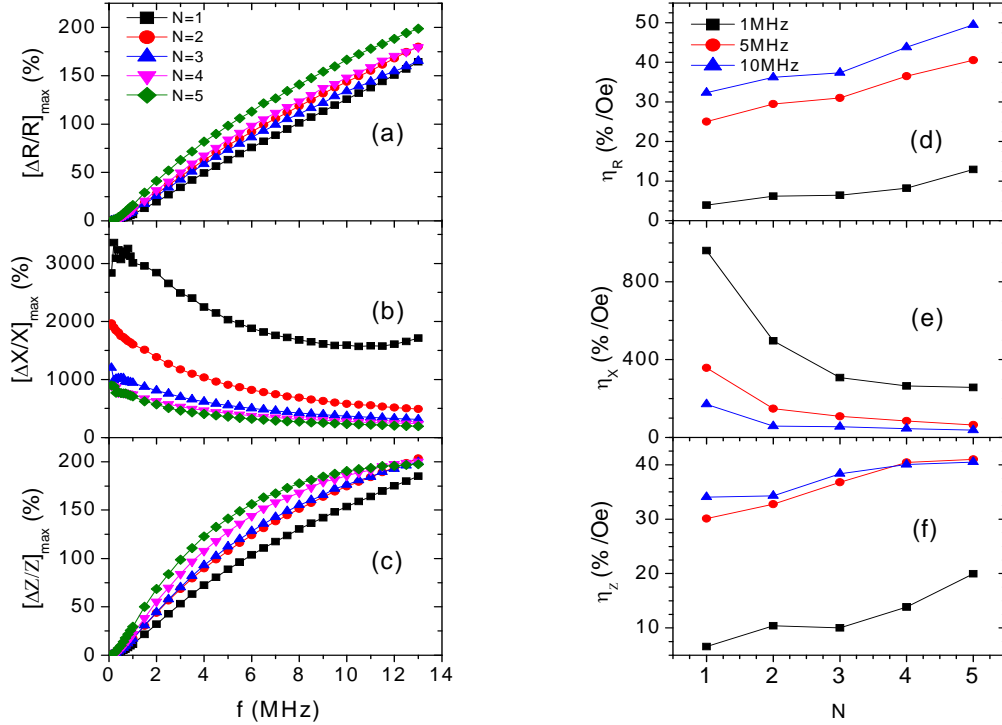 [ΔR/R]max (%)
200
150
100
50
0
N=1
N=2
N=3
N=4
N=5
(a)
[ΔX/X]max (%)
3000
2000
1000
0
(b)
[ΔZ/Z]max (%)
200
150
100
50
0
(c)
0 2 4 6 8 10 12 14
f (MHz)
ηR (% /Oe)
50
40
30
20
10
0
1MHz
5MHz
10MHz
(d)
ηX (% /Oe)
800
400
0
(e)
ηZ (% /Oe)
40
30
20
10
(f)
1 2 3 4 5
N